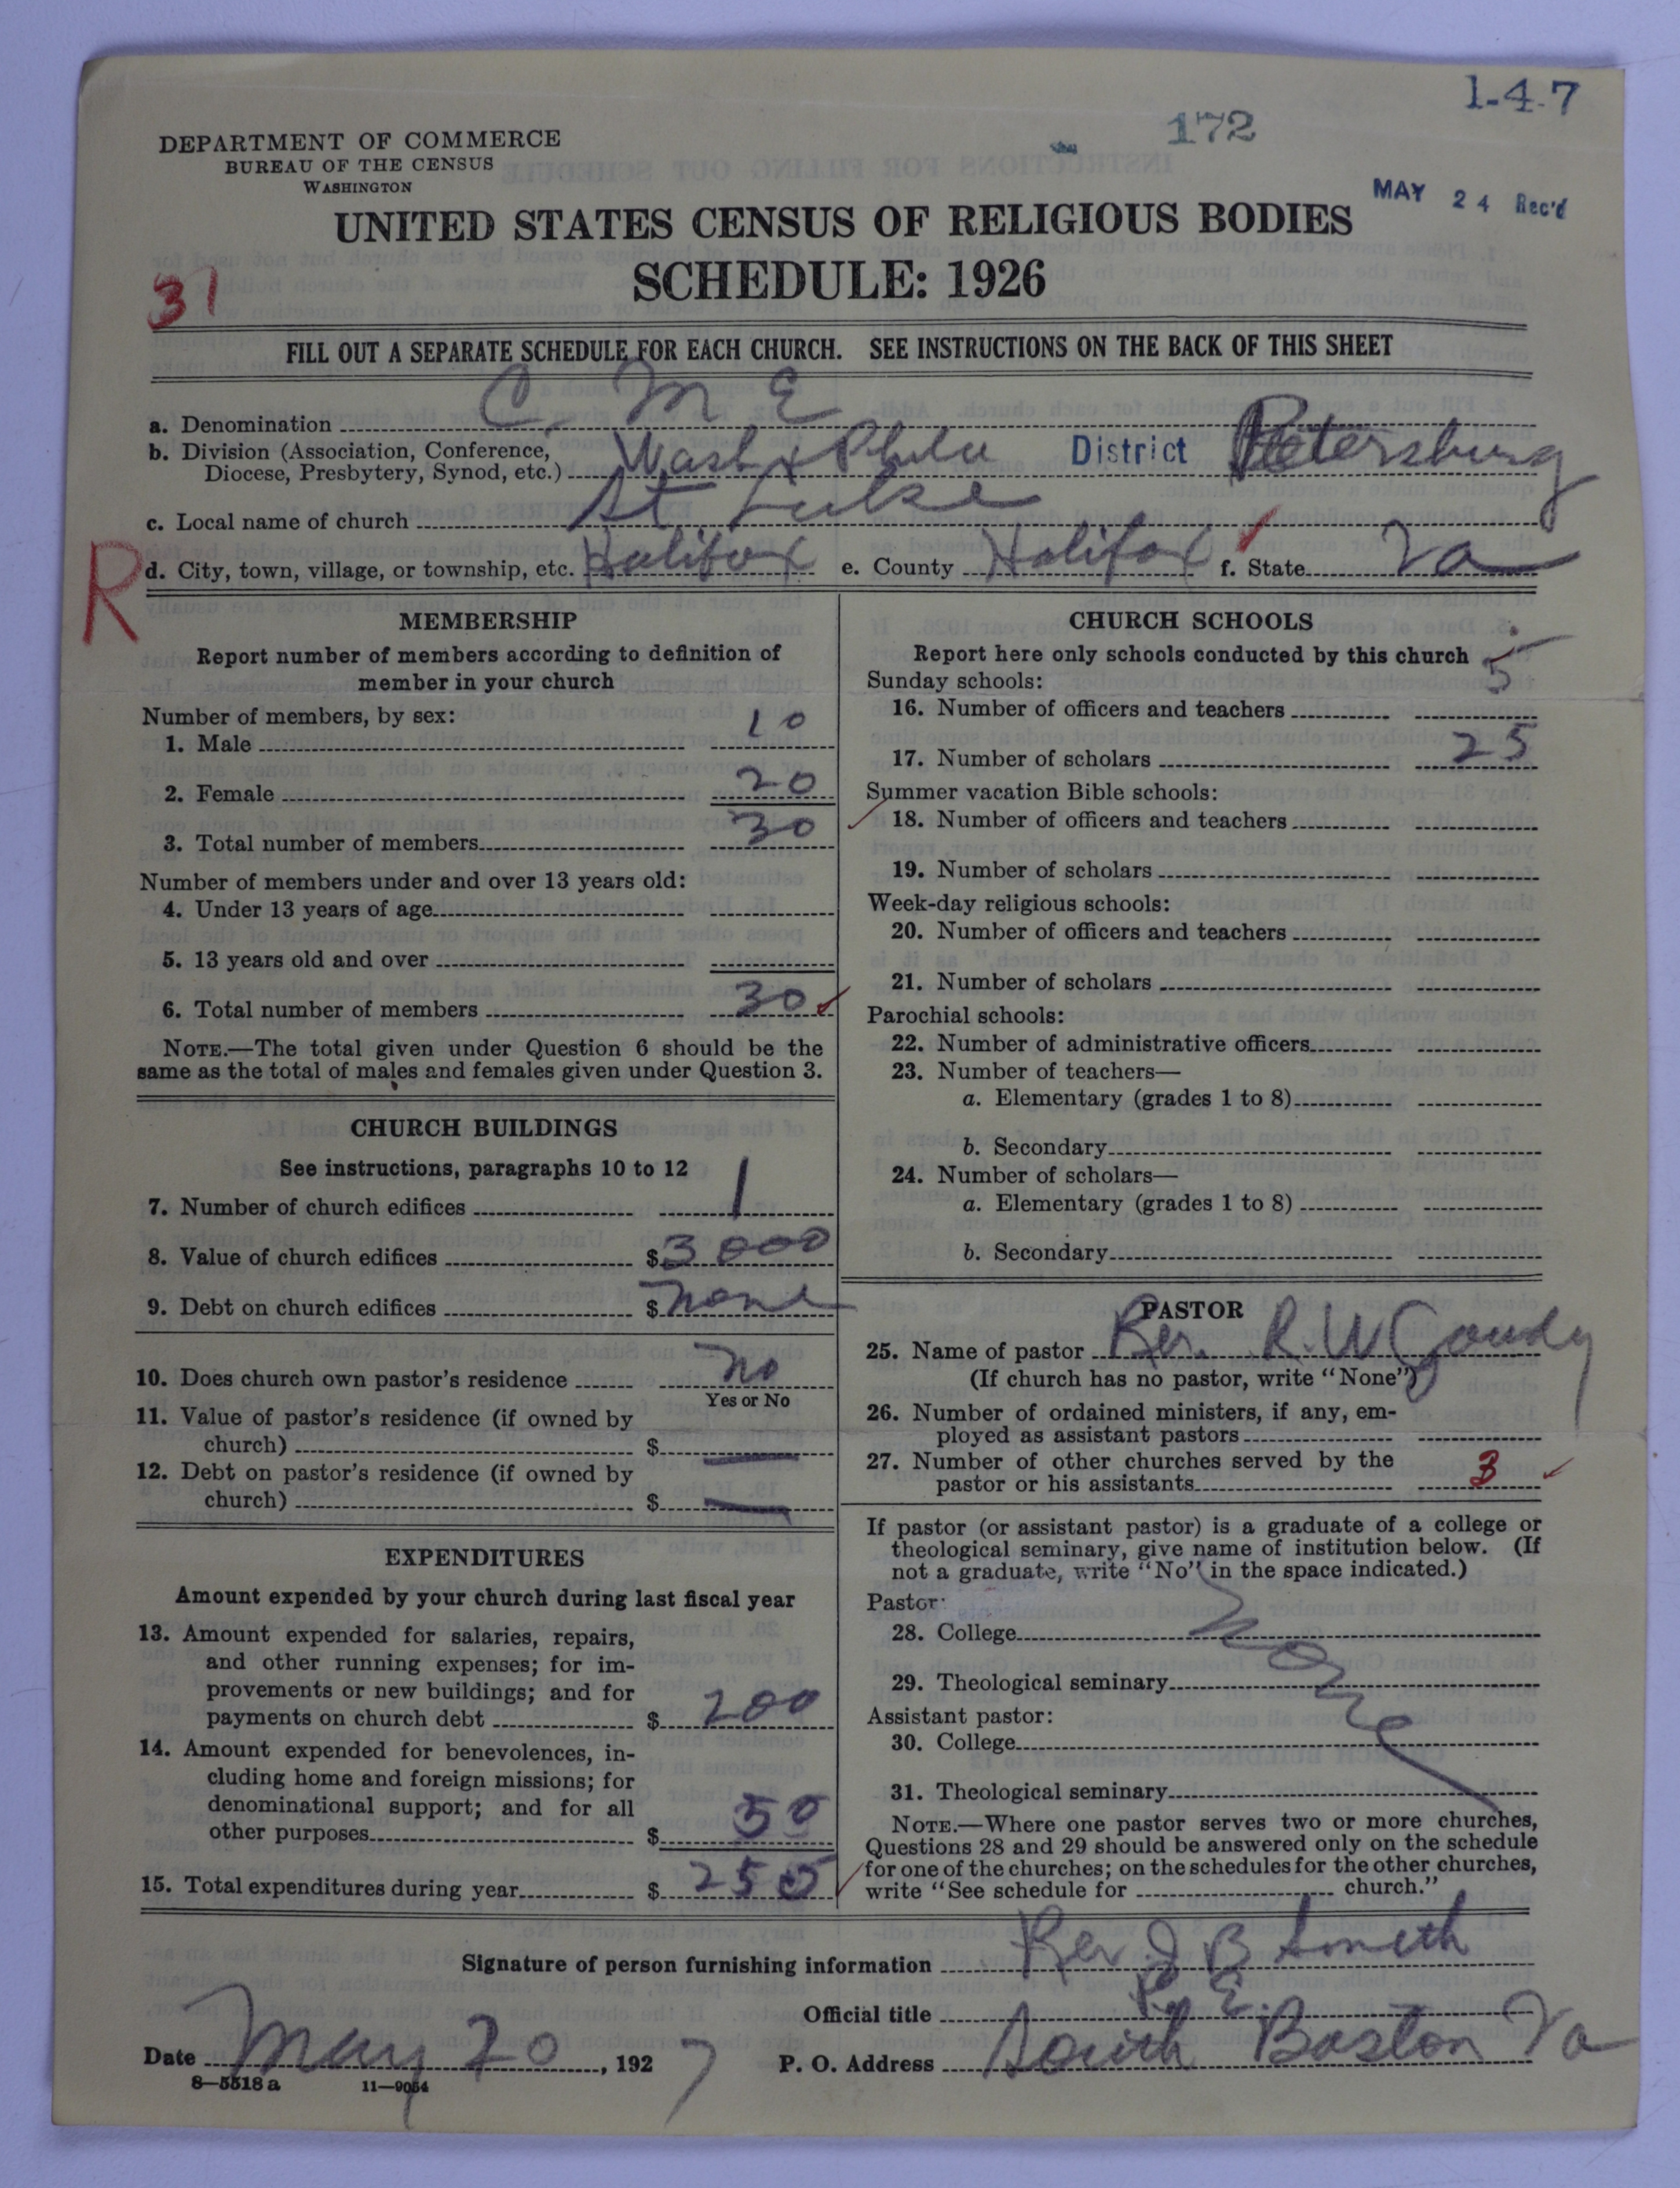 1-4-7
172
DEPARTMENT OF COMMERCE
BUREAU OF THE CENSUS
WASHINGTON
MAY 24 Rec'd
UNITED STATES CENSUS OF RELIGIOUS BODIES
SCHEDULE: 1926
31
FILL OUT A SEPARATE SCHEDULE FOR EACH CHURCH. SEE INSTRUCTIONS ON THE BACK OF THIS SHEET
a. Denomination C. M E
b. Division (Association, Conference,
Diocese, Presbytery, Synod, etc.) Wash & Phila District Petersburg
c. Local name of church St Luke
R
d. City, town, village, or township, etc. Halifax e. County Halifax f. State Va
MEMBERSHIP
Report number of members according to definition of
member in your church
Number of members, by sex:
1. Male 10
2. Female 20
3. Total number of members 30
Number of members under and over 13 years old:
4. Under 13 years of age
5. 13 years old and over
6. Total number of members 30
NOTE.—The total given under Question 6 should be the
same as the total of males and females given under Question 3.
CHURCH BUILDINGS
See instructions, paragraphs 10 to 12
7. Number of church edifices 1
8. Value of church edifices $3000
9. Debt on church edifices $none
10. Does church own pastor's residence no
Yes or No
11. Value of pastor's residence (if owned by
church) $ —
12. Debt on pastor's residence (if owned by
church) $ —
EXPENDITURES
Amount expended by your church during last fiscal year
13. Amount expended for salaries, repairs,
and other running expenses; for im-
provements or new buildings; and for
payments on church debt $ 200
14. Amount expended for benevolences, in-
cluding home and foreign missions; for
denominational support; and for all
other purposes $ 50
15. Total expenditures during year $ 250
CHURCH SCHOOLS
Report here only schools conducted by this church
Sunday schools:
16. Number of officers and teachers 5
17. Number of scholars 25
Summer vacation Bible schools:
18. Number of officers and teachers
19. Number of scholars
Week-day religious schools:
20. Number of officers and teachers
21. Number of scholars
Parochial schools:
22. Number of administrative officers
23. Number of teachers—
a. Elementary (grades 1 to 8)
b. Secondary
24. Number of scholars—
a. Elementary (grades 1 to 8)
b. Secondary
PASTOR
25. Name of pastor Rev. R. W
(If church has no pastor, write "None")
26. Number of ordained ministers, if any, em-
ployed as assistant pastors
27. Number of other churches served by the
pastor or his assistants 3
If pastor (or assistant pastor) is a graduate of a college or
theological seminary, give name of institution below. (If
not a graduate, write "No" in the space indicated.)
Pastor:
28. College
None
29. Theological seminary
Assistant pastor:
30. College
31. Theological seminary
NOTE.—Where one pastor serves two or more churches,
Questions 28 and 29 should be answered only on the schedule
for one of the churches; on the schedules for the other churches,
write "See schedule for church."
Signature of person furnishing information Rev J B Smith
Official title P. E.
Date May 20, 1927 P. O. Address South Boston Va
8—5518 a 11—9054